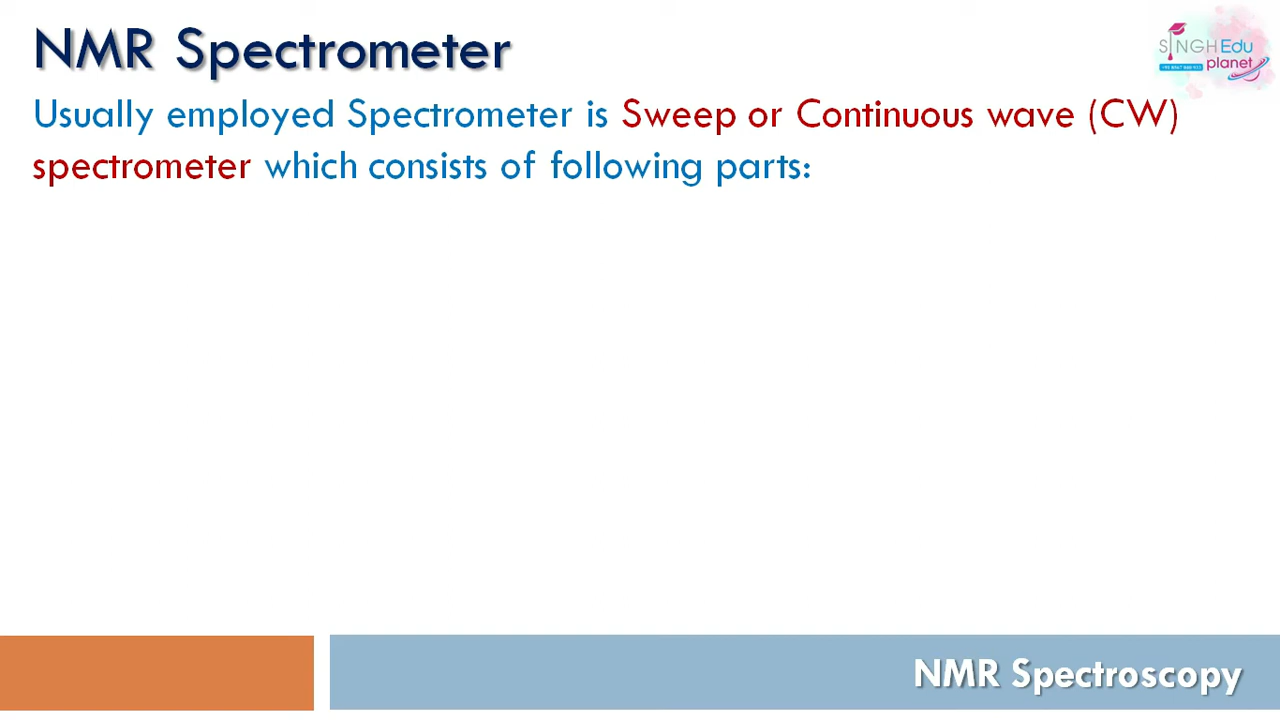 NMR Spectrometer
SINGH Edu
planet
Usually employed Spectrometer is Sweep or Continuous wave (CW)
spectrometer which consists of following parts:
NMR Spectroscopy